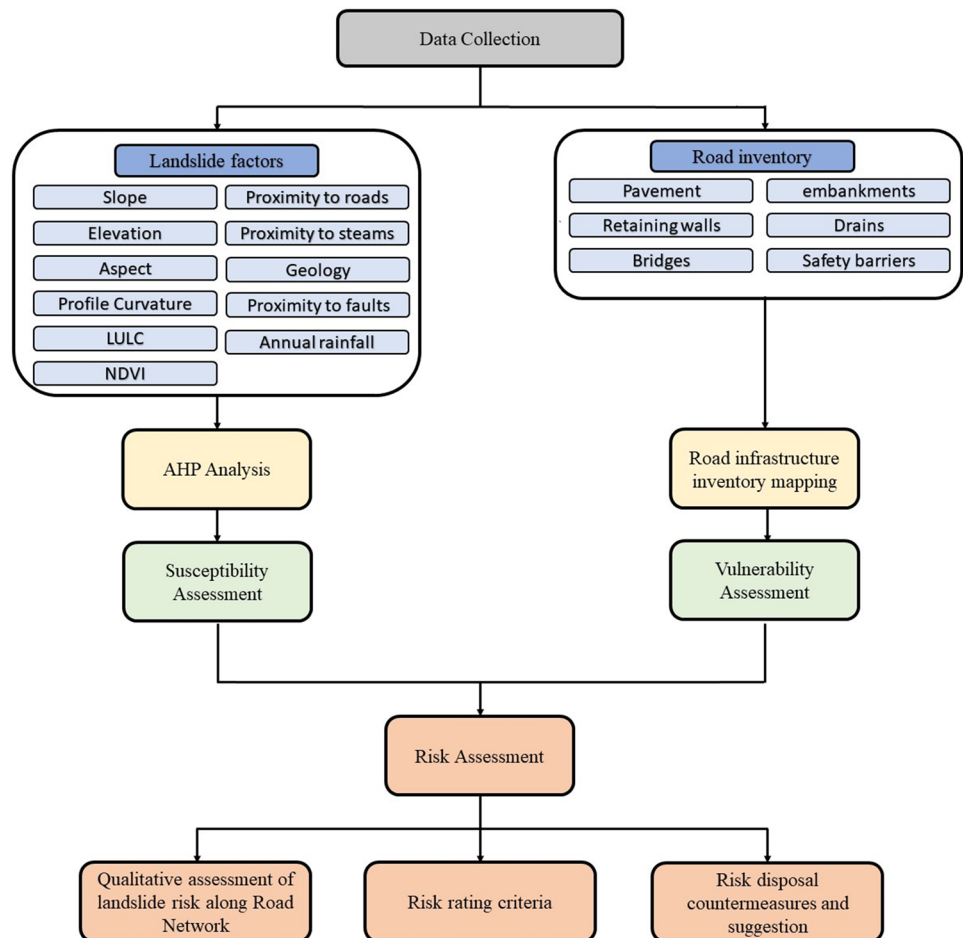 Data Collection
Landslide factors
Slope
Elevation
Aspect
Profile Curvature
LULC
NDVI
Proximity to roads
Proximity to steams
Geology
Proximity to faults
Annual rainfall
Road inventory
Pavement
Retaining walls
Bridges
embankments
Drains
Safety barriers
AHP Analysis
Road infrastructure
inventory mapping
Susceptibility
Assessment
Vulnerability
Assessment
Risk Assessment
Qualitative assessment of
landslide risk along Road
Network
Risk rating criteria
Risk disposal
countermeasures and
suggestion